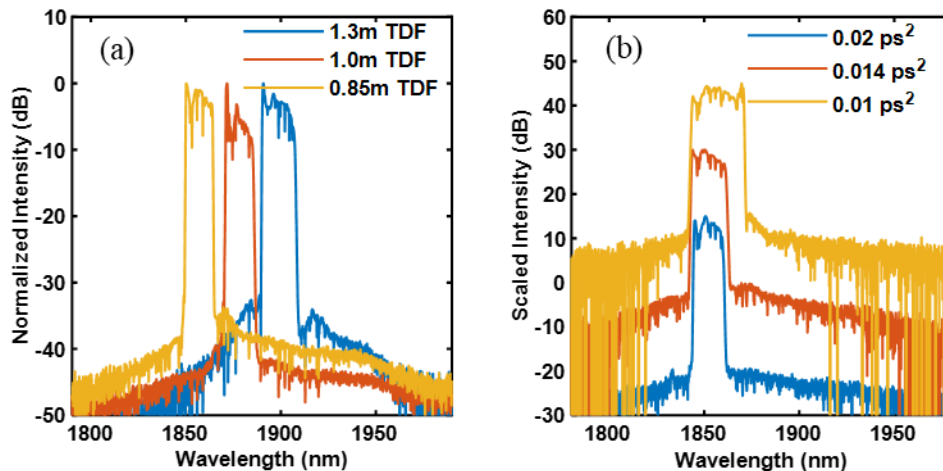 (a)
1.3m TDF
1.0m TDF
0.85m TDF
Normalized Intensity (dB)
10
0
-10
-20
-30
-40
-50
1800
1850
1900
1950
Wavelength (nm)
(b)
0.02 ps²
0.014 ps²
0.01 ps²
Scaled Intensity (dB)
60
50
40
30
20
10
0
-10
-20
-30
1800
1850
1900
1950
Wavelength (nm)